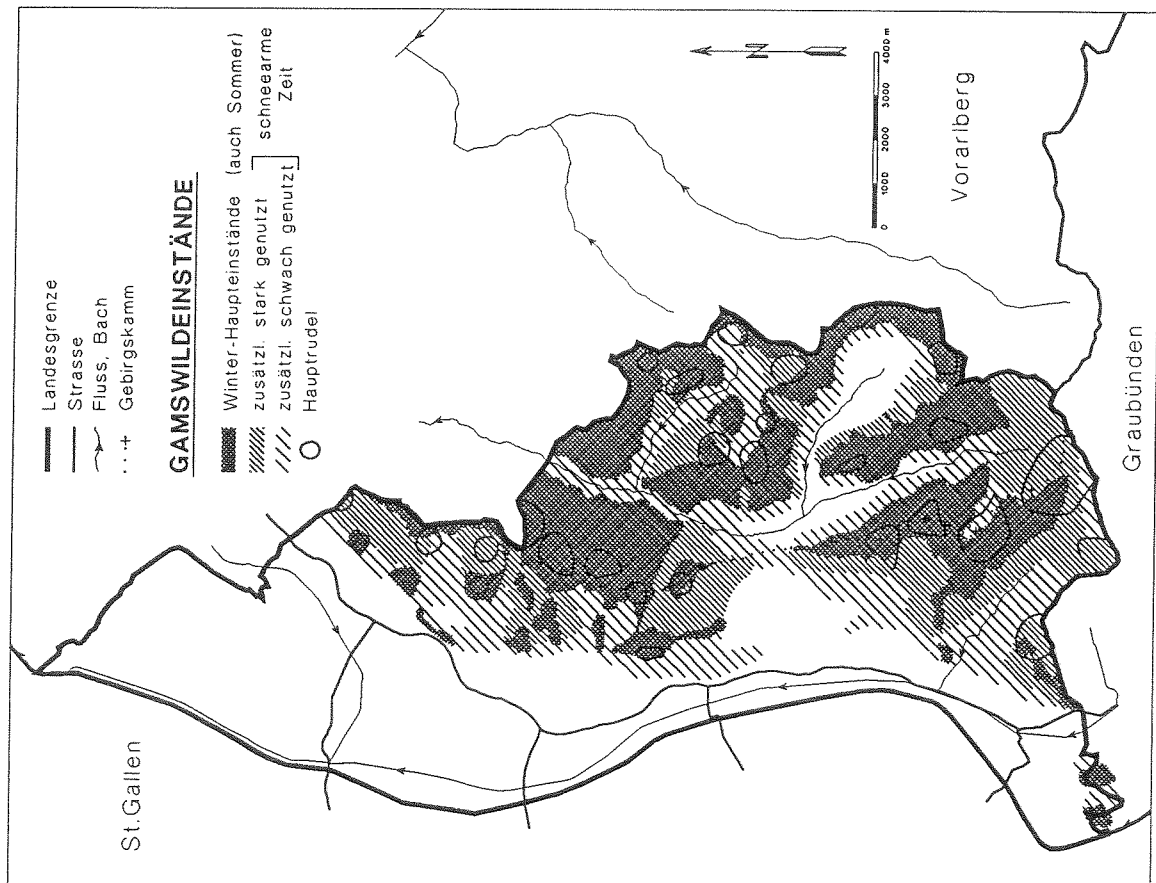 Landesgrenze
Strasse
Fluss, Bach
Gebirgskamm
GAMSWILDEINSTÄNDE
Winter-Haupteinstände (auch Sommer)
zusätzl. stark genutzt
zusätzl. schwach genutzt
schneearme
Zeit
Hauptrudel
St.Gallen
N
0 1000 2000 3000 4000 m
Vorarlberg
Graubünden